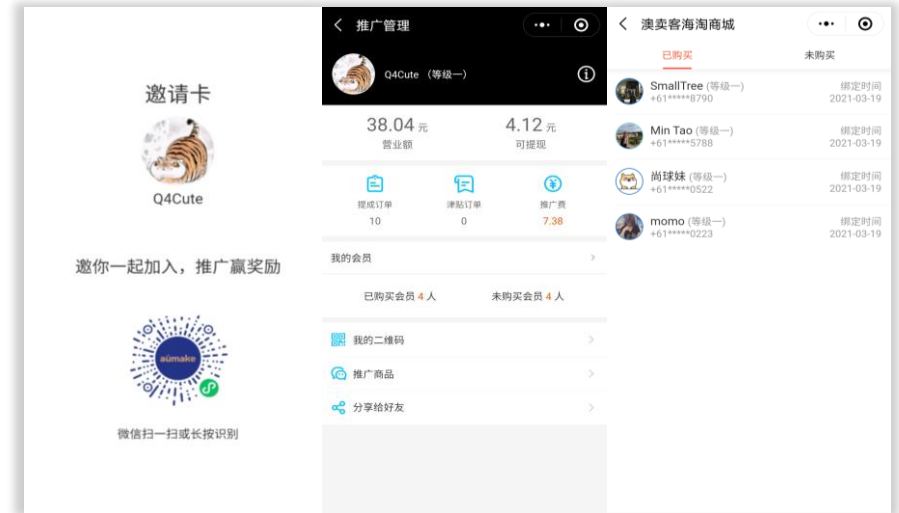 邀请卡
Q4Cute
邀你一起加入，推广赢奖励
aümake
微信扫一扫或长按识别
推广管理
Q4Cute （等级一）
38.04 元
营业额
4.12 元
可提现
提成订单
10
津贴订单
0
推广费
7.38
我的会员
已购买会员 4 人
未购买会员 4 人
我的二维码
推广商品
分享给好友
澳卖客海淘商城
已购买
未购买
SmallTree (等级一)
+61*****8790
绑定时间
2021-03-19
Min Tao (等级一)
+61*****5788
绑定时间
2021-03-19
尚球妹 (等级一)
+61*****0522
绑定时间
2021-03-19
momo (等级一)
+61*****0223
绑定时间
2021-03-19